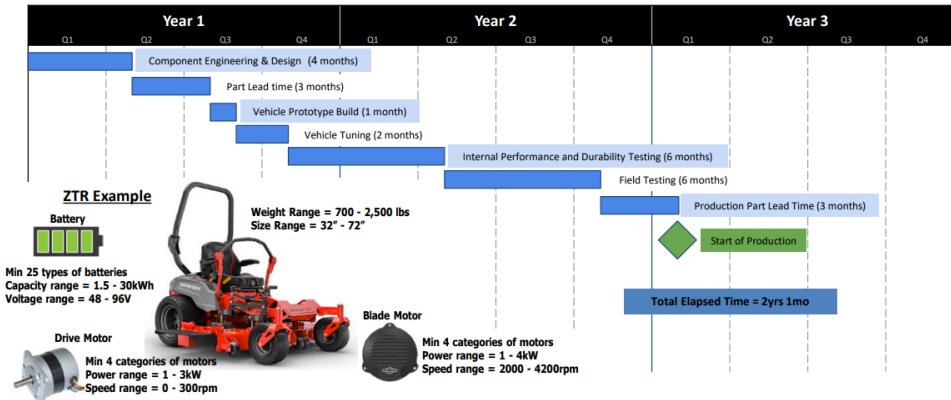 Year 1 Year 2 Year 3
Q1 Q2 Q3 Q4 Q1 Q2 Q3 Q4 Q1 Q2 Q3 Q4
Component Engineering & Design (4 months)
Part Lead time (3 months)
Vehicle Prototype Build (1 month)
Vehicle Tuning (2 months)
Internal Performance and Durability Testing (6 months)
Field Testing (6 months)
Production Part Lead Time (3 months)
Start of Production
Total Elapsed Time = 2yrs 1mo
ZTR Example
Battery
Min 25 types of batteries
Capacity range = 1.5 - 30kWh
Voltage range = 48 - 96V
Weight Range = 700 - 2,500 lbs
Size Range = 32” - 72”
GRAVELY
Drive Motor
Min 4 categories of motors
Power range = 1 - 3kW
Speed range = 0 - 300rpm
Blade Motor
Min 4 categories of motors
Power range = 1 - 4kW
Speed range = 2000 - 4200rpm